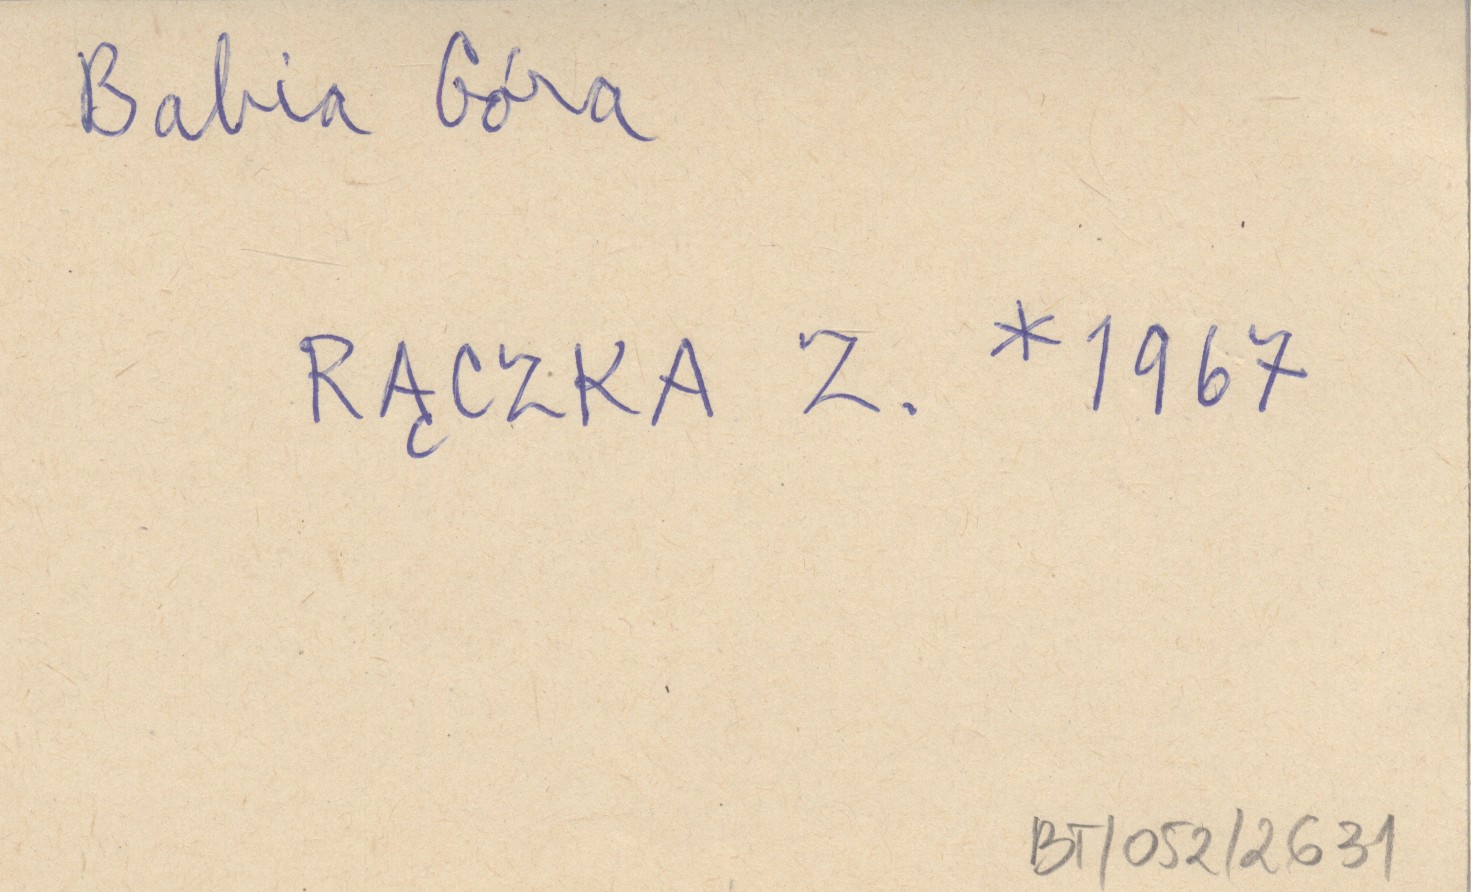 Babia Góra
RĄCZKA Z. *1967
BT/052/2631